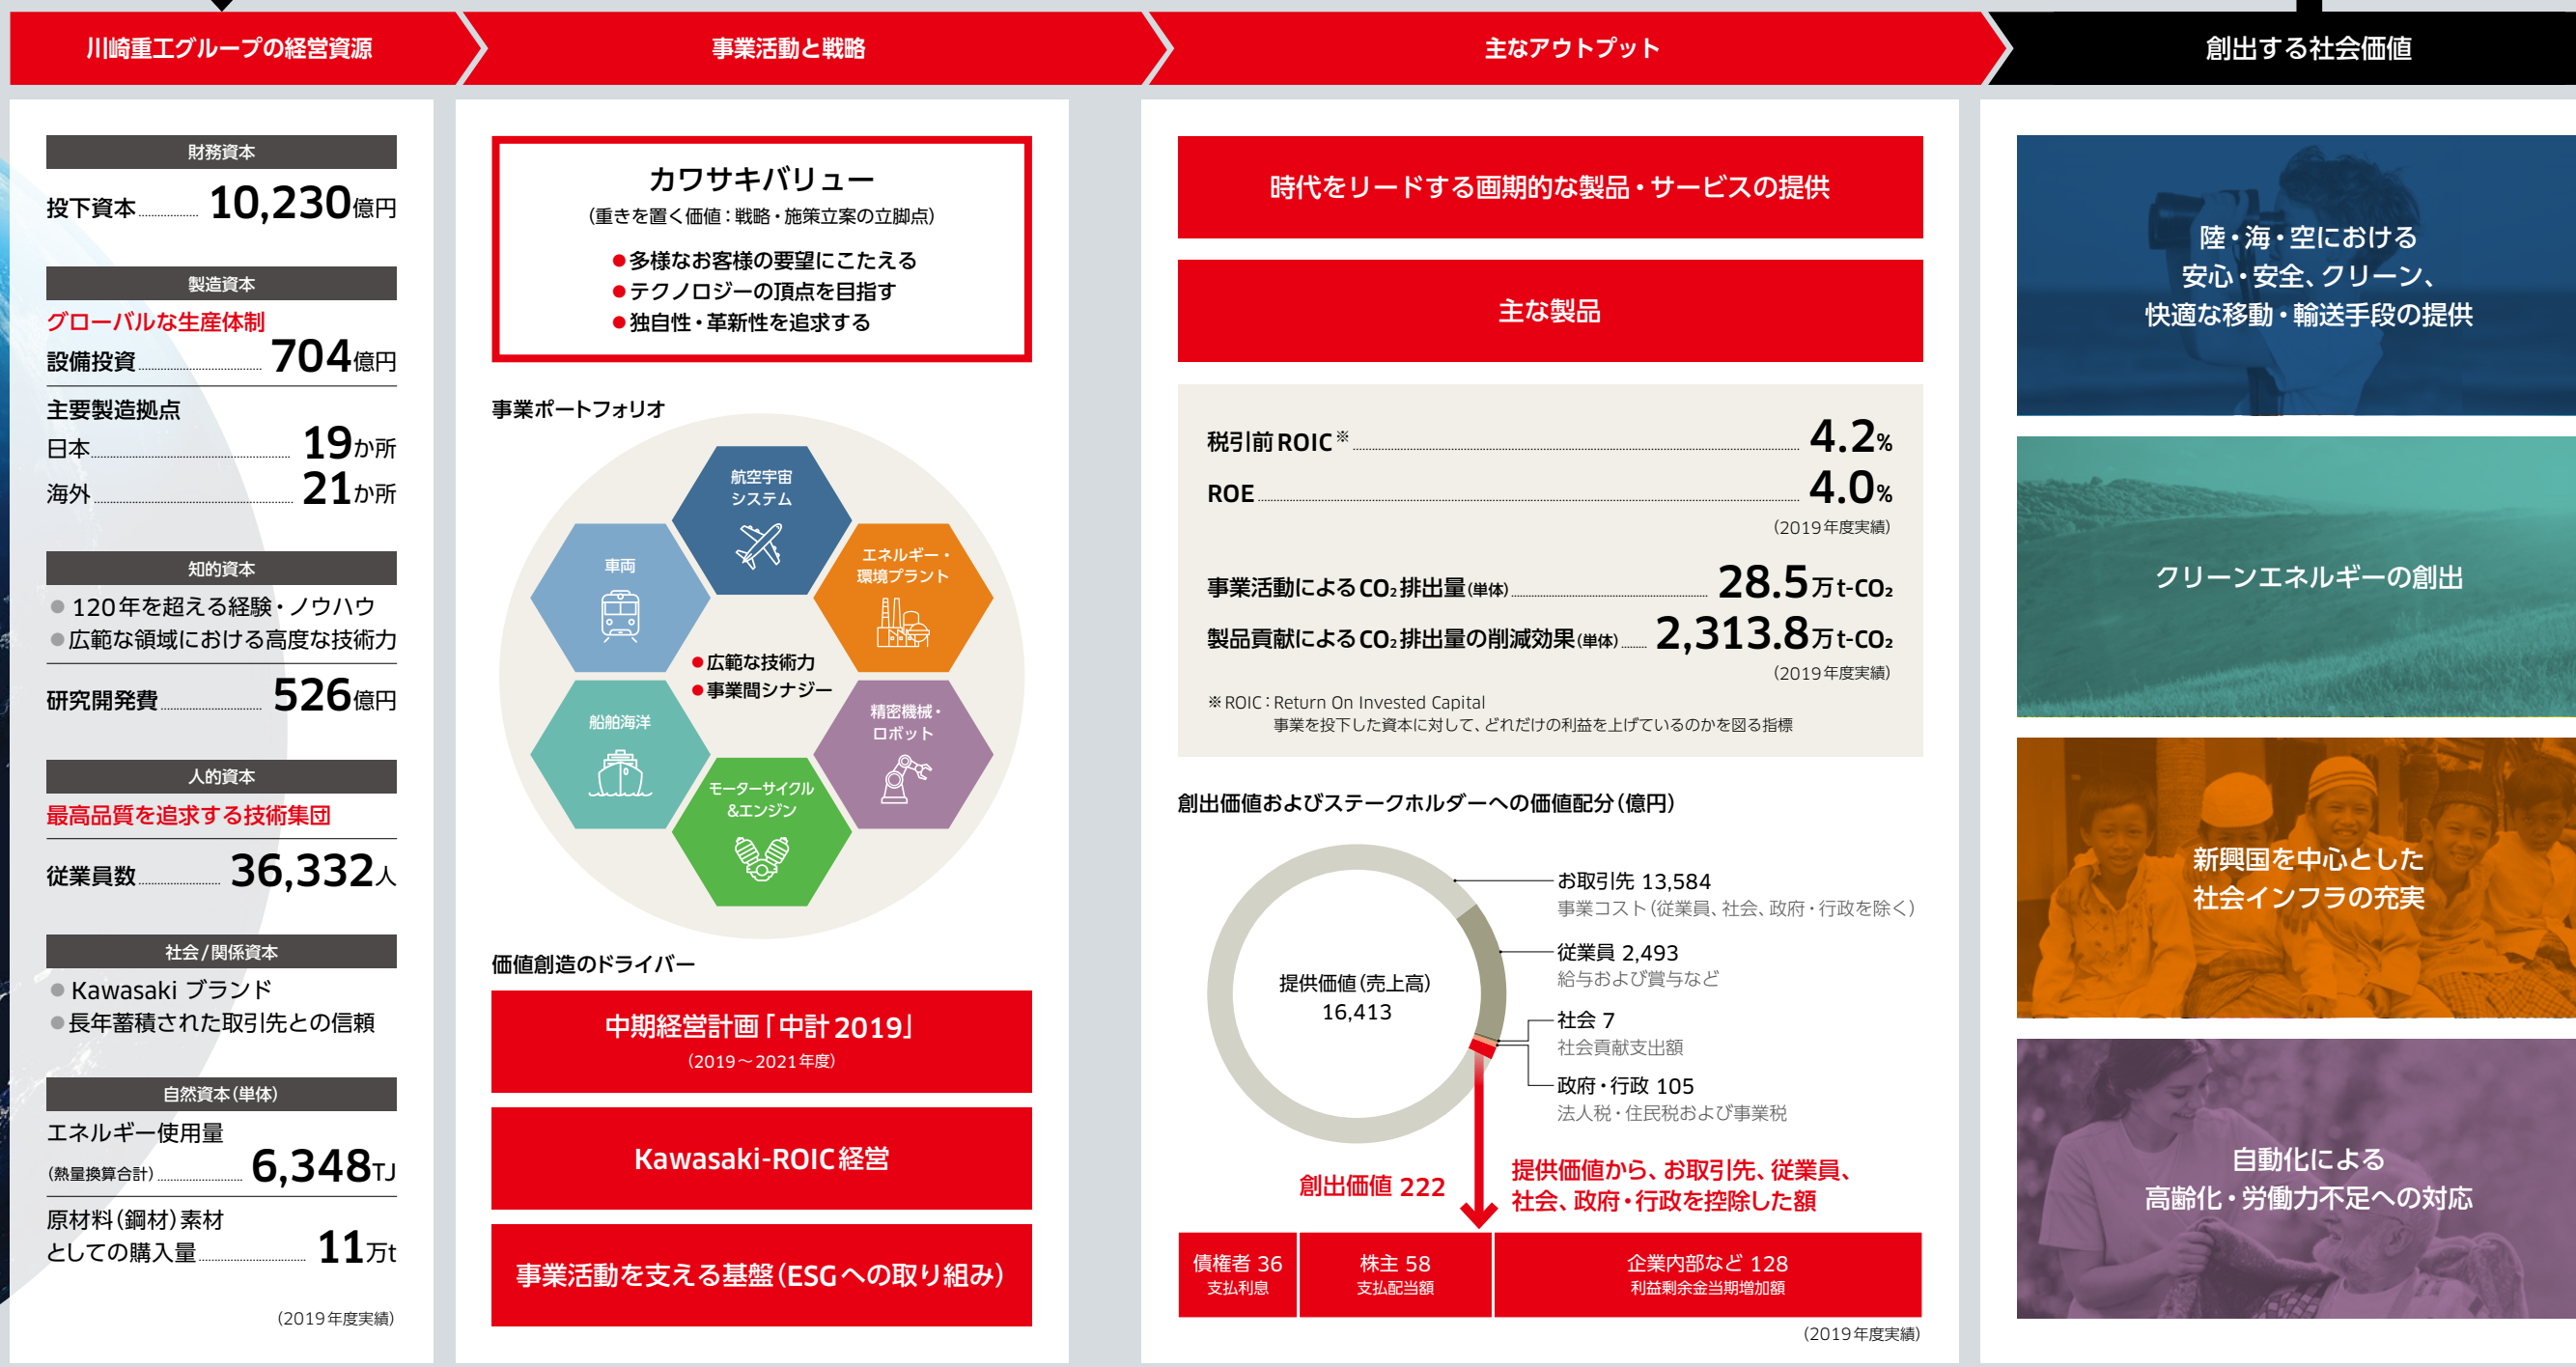 川崎重工グループの経営資源
事業活動と戦略
主なアウトプット
創出する社会価値
財務資本
投下資本 10,230億円
製造資本
グローバルな生産体制
設備投資 704億円
主要製造拠点
日本 19か所
海外 21か所
知的資本
● 120年を超える経験・ノウハウ
● 広範な領域における高度な技術力
研究開発費 526億円
人的資本
最高品質を追求する技術集団
従業員数 36,332人
社会/関係資本
● Kawasaki ブランド
● 長年蓄積された取引先との信頼
自然資本(単体)
エネルギー使用量
(熱量換算合計) 6,348TJ
原材料(鋼材)素材
としての購入量 11万t
(2019年度実績)
カワサキバリュー
(重きを置く価値:戦略・施策立案の立脚点)
●多様なお客様の要望にこたえる
●テクノロジーの頂点を目指す
●独自性・革新性を追求する
事業ポートフォリオ
航空宇宙
システム
車両
エネルギー・
環境プラント
●広範な技術力
●事業間シナジー
船舶海洋
精密機械・
ロボット
モーターサイクル
&エンジン
価値創造のドライバー
中期経営計画「中計2019」
(2019〜2021年度)
Kawasaki-ROIC経営
事業活動を支える基盤(ESGへの取り組み)
時代をリードする画期的な製品・サービスの提供
主な製品
税引前ROIC※ 4.2%
ROE 4.0%
(2019年度実績)
事業活動によるCO₂排出量(単体) 28.5万t-CO₂
製品貢献によるCO₂排出量の削減効果(単体) 2,313.8万t-CO₂
(2019年度実績)
※ROIC:Return On Invested Capital
事業を投下した資本に対して、どれだけの利益を上げているのかを図る指標
創出価値およびステークホルダーへの価値配分(億円)
提供価値(売上高)
16,413
お取引先 13,584
事業コスト(従業員、社会、政府・行政を除く)
従業員 2,493
給与および賞与など
社会 7
社会貢献支出額
政府・行政 105
法人税・住民税および事業税
創出価値 222
提供価値から、お取引先、従業員、
社会、政府・行政を控除した額
債権者 36
支払利息
株主 58
支払配当額
企業内部など 128
利益剰余金当期増加額
(2019年度実績)
陸・海・空における
安心・安全、クリーン、
快適な移動・輸送手段の提供
クリーンエネルギーの創出
新興国を中心とした
社会インフラの充実
自動化による
高齢化・労働力不足への対応